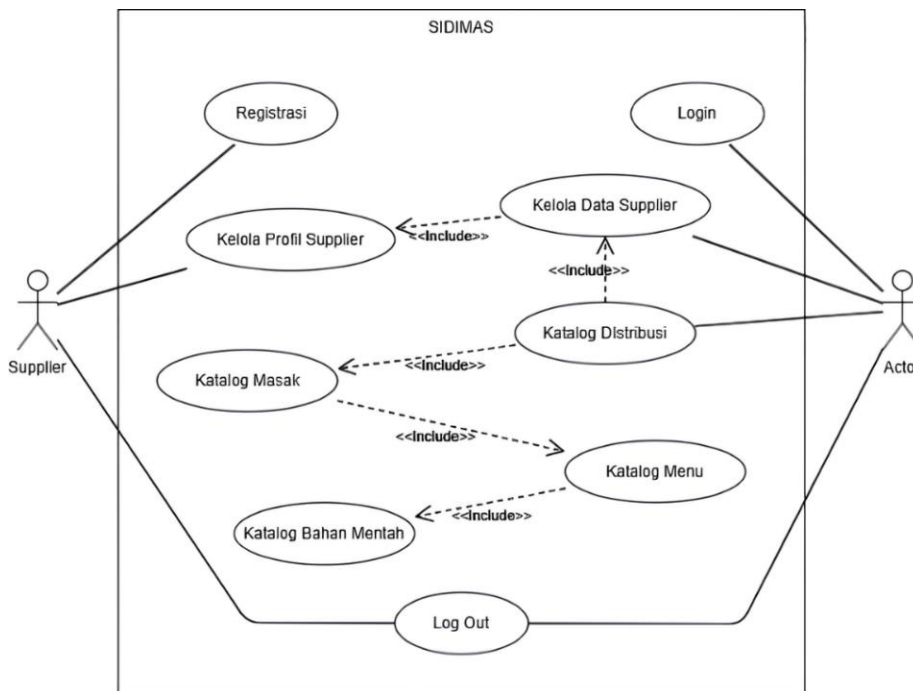 SIDIMAS
Registrasi
Login
Kelola Data Supplier
Kelola Profil Supplier
<<Include>>
<<Include>>
Katalog DIstribusi
Supplier
Acto
Katalog Masak
<<Include>>
<<Include>>
Katalog Menu
<<Include>>
Katalog Bahan Mentah
Log Out